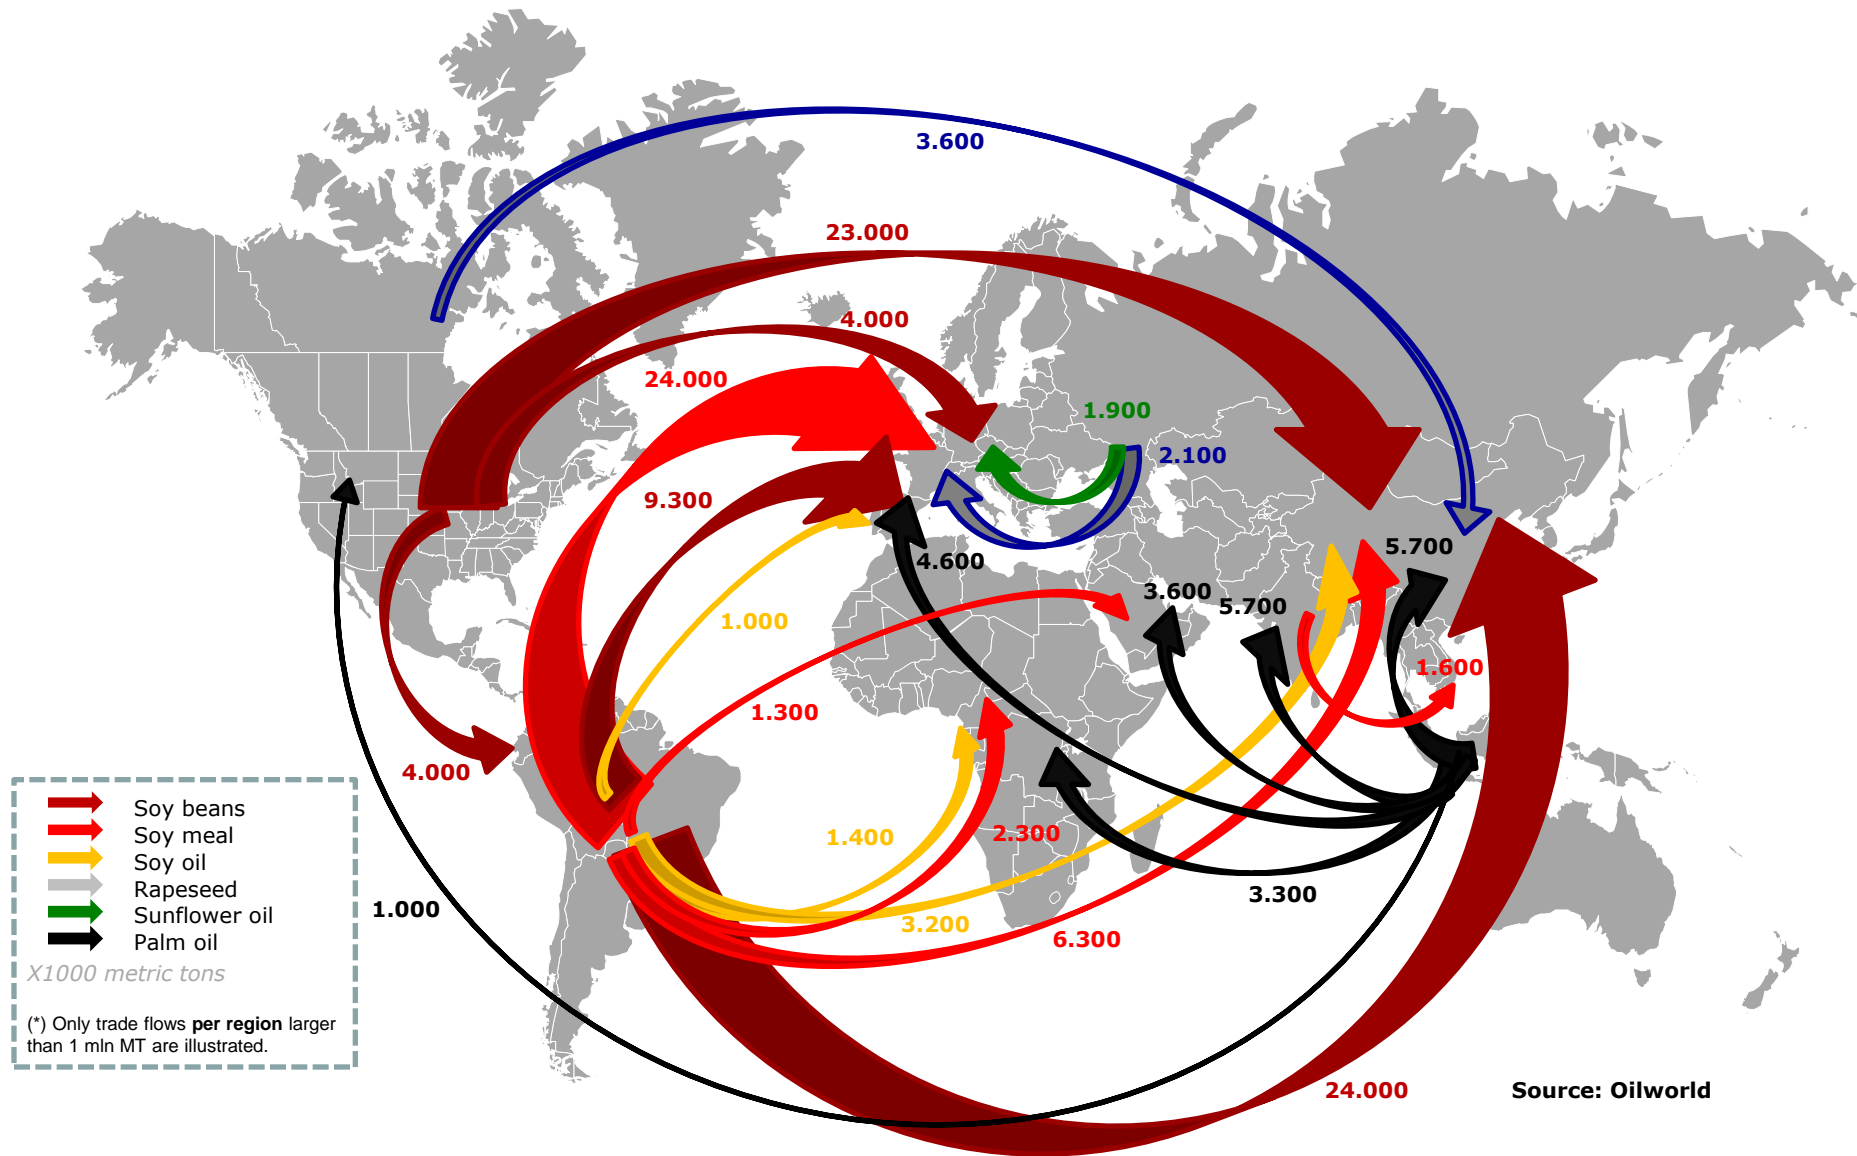 3.600
23.000
4.000
24.000
1.900
2.100
9.300
5.700
4.600
3.600
5.700
1.000
1.600
1.300
4.000
1.400
2.300
3.300
1.000
3.200
6.300
24.000
Soy beans
Soy meal
Soy oil
Rapeseed
Sunflower oil
Palm oil
X1000 metric tons
(*) Only trade flows per region larger
than 1 mln MT are illustrated.
Source: Oilworld